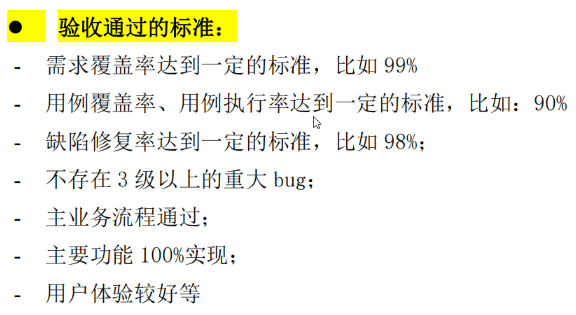 ● 验收通过的标准：
- 需求覆盖率达到一定的标准，比如 99%
- 用例覆盖率、用例执行率达到一定的标准，比如：90%
- 缺陷修复率达到一定的标准，比如 98%；
- 不存在 3 级以上的重大 bug；
- 主业务流程通过；
- 主要功能 100%实现；
- 用户体验较好等